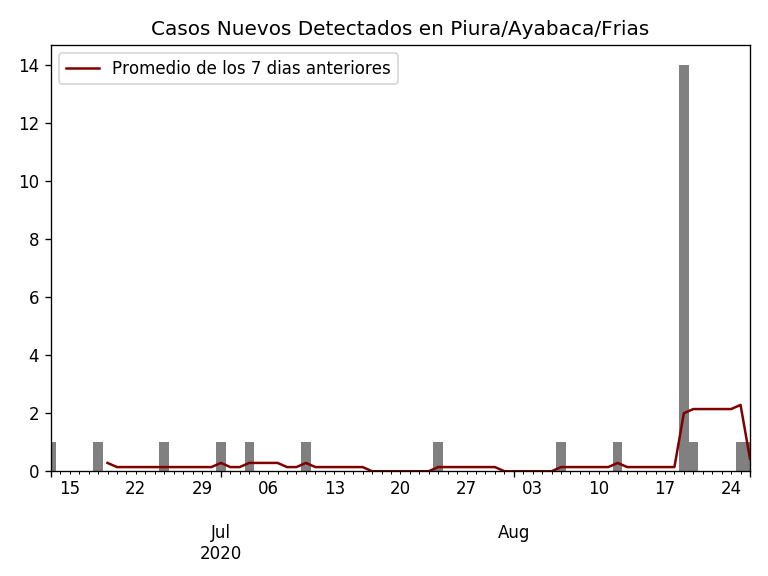 Casos Nuevos Detectados en Piura/Ayabaca/Frias
Promedio de los 7 dias anteriores
14
12
10
8
6
4
2
0
15 22 29 06 13 20 27 03 10 17 24
Jul Aug
2020